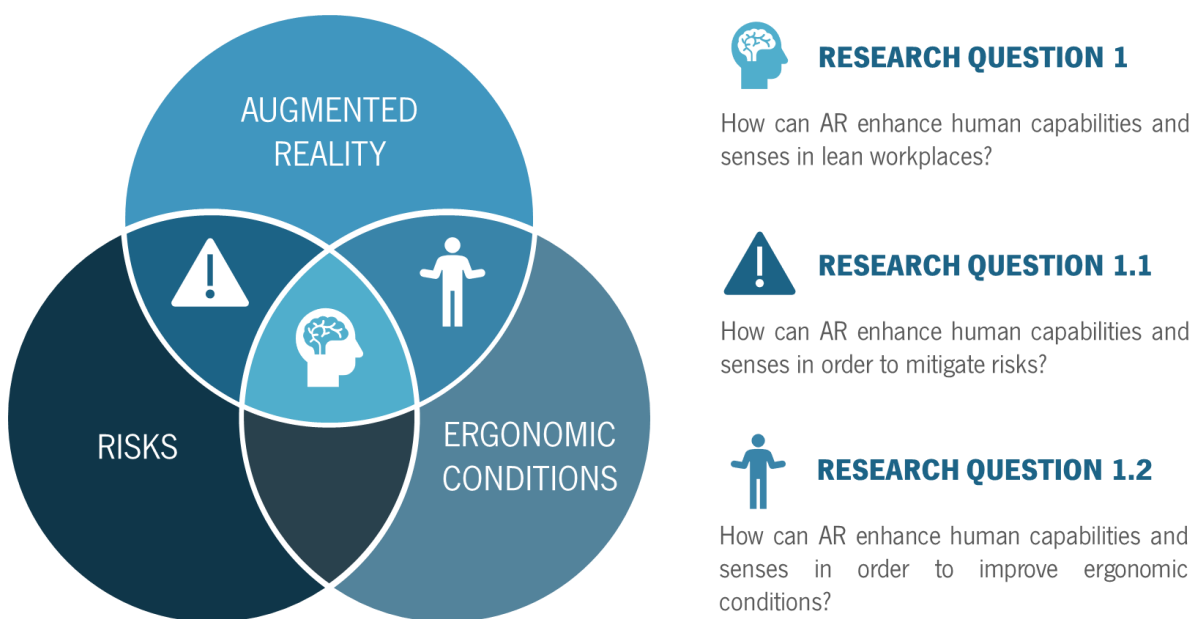 AUGMENTED
REALITY
RISKS
ERGONOMIC
CONDITIONS
RESEARCH QUESTION 1
How can AR enhance human capabilities and
senses in lean workplaces?
RESEARCH QUESTION 1.1
How can AR enhance human capabilities and
senses in order to mitigate risks?
RESEARCH QUESTION 1.2
How can AR enhance human capabilities and
senses in order to improve ergonomic
conditions?